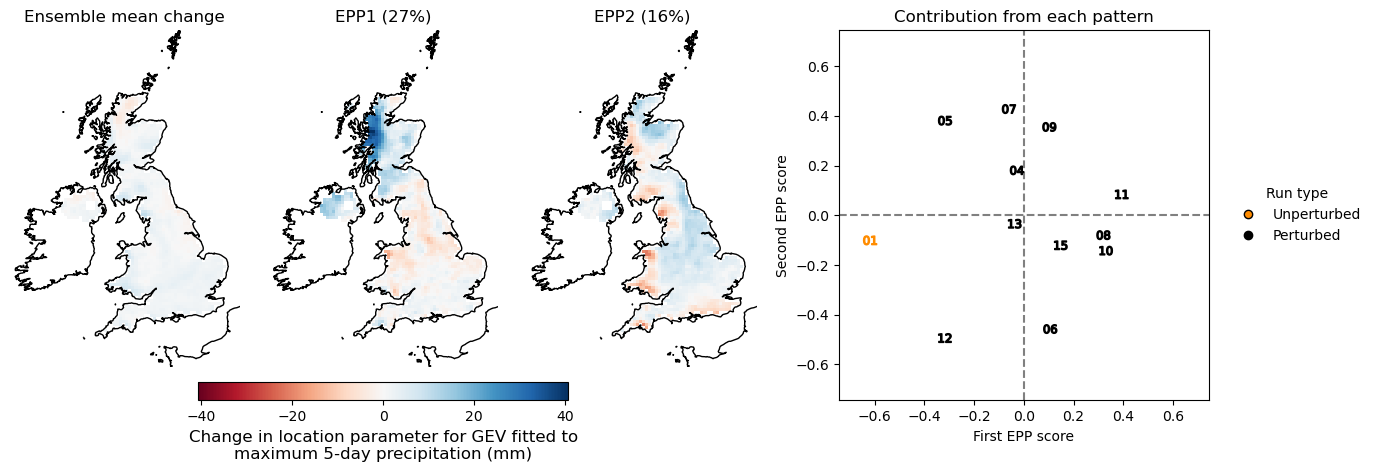 Ensemble mean change
EPP1 (27%)
EPP2 (16%)
Contribution from each pattern
0.6
0.4
0.2
0.0
−0.2
−0.4
−0.6
Second EPP score
05
07
09
04
11
13
08
01
15
10
06
12
−0.6 −0.4 −0.2 0.0 0.2 0.4 0.6
First EPP score
Run type
Unperturbed
Perturbed
−40 −20 0 20 40
Change in location parameter for GEV fitted to
maximum 5-day precipitation (mm)